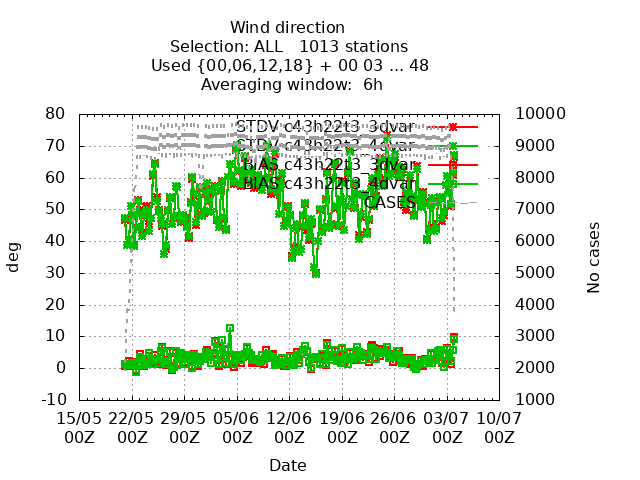 Wind direction
Selection: ALL   1013 stations
Used {00,06,12,18} + 00 03 ... 48
Averaging window:  6h
80 10000
70 9000
60 8000
50 7000
40 6000
30 5000
20 4000
10 3000
0 2000
-10 1000
STDV c43h22t3_3dvar
STDV c43h22t3_4dvar
BIAS c43h22t3_3dvar
BIAS c43h22t3_4dvar
CASES
deg
No cases
15/05 22/05 29/05 05/06 12/06 19/06 26/06 03/07 10/07
00Z 00Z 00Z 00Z 00Z 00Z 00Z 00Z 00Z
Date